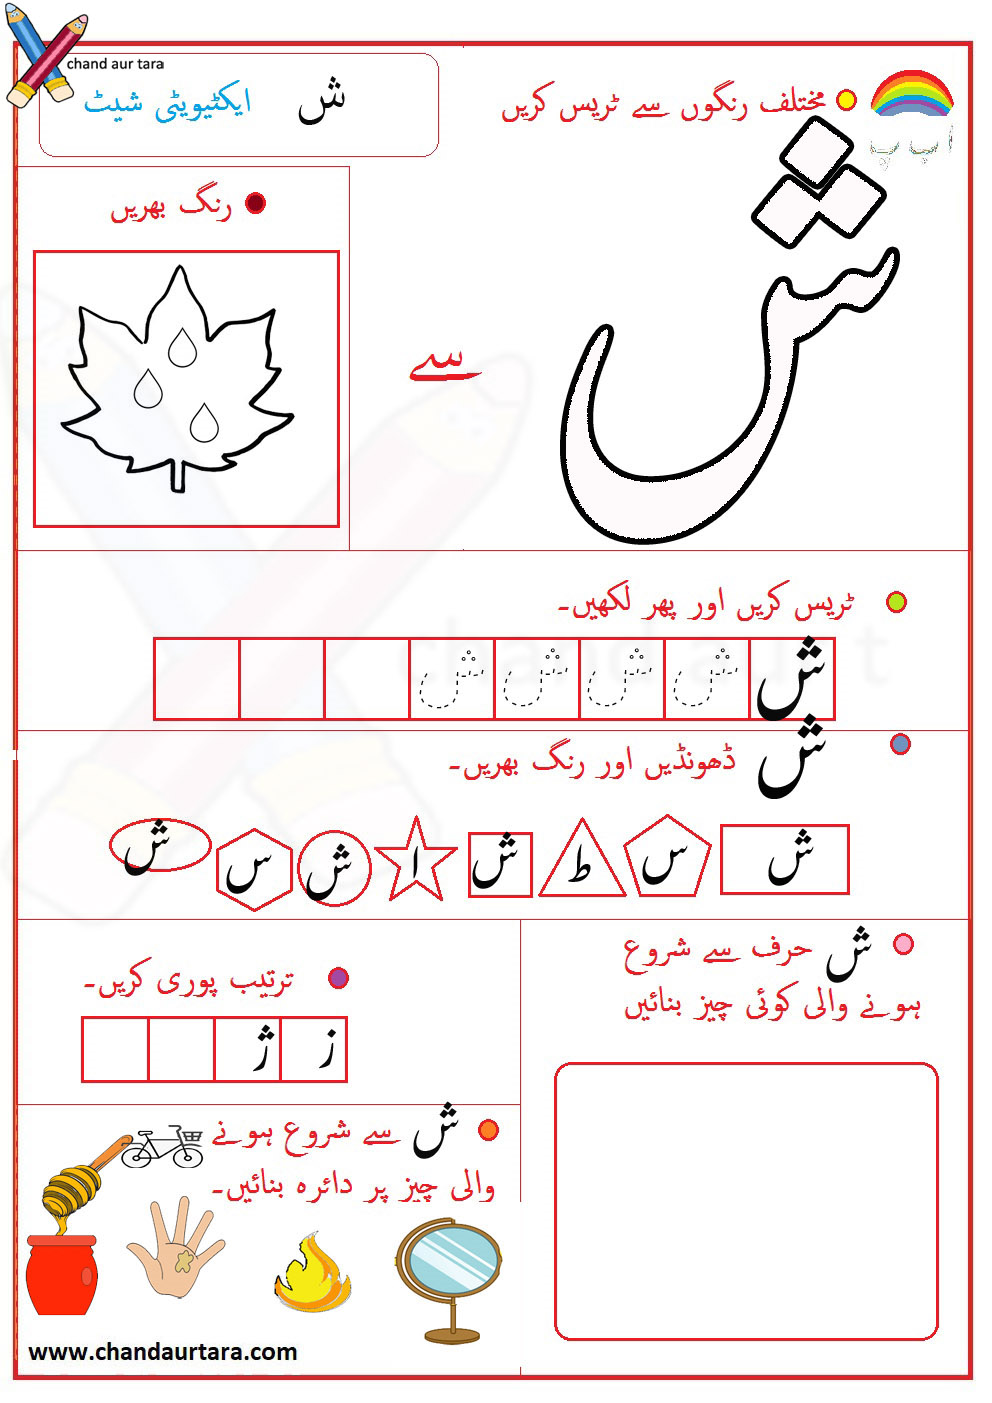 chand aur tara
ش ایکٹیویٹی شیٹ
مختلف رنگوں سے ٹریس کریں
ا پ پ
رنگ بھریں
ش
سے
ٹریس کریں اور پھر لکھیں۔
ش ش ش ش ش
ش ڈھونڈیں اور رنگ بھریں۔
ش س ط ش ا ش س ش
ش حرف سے شروع
ہونے والی کوئی چیز بنائیں
ترتیب پوری کریں۔
ز ژ
ش سے شروع ہونے
والی چیز پر دائرہ بنائیں۔
www.chandaurtara.com